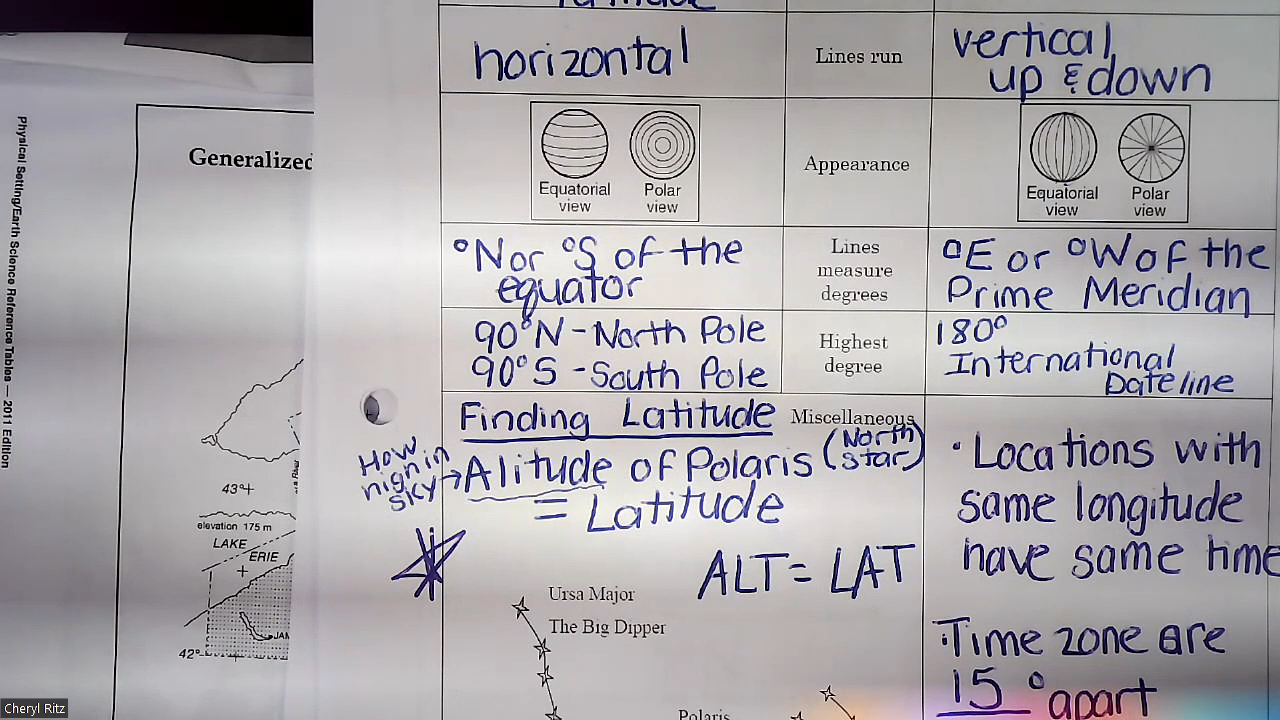 horizontal
Lines run
vertical
up & down
Equatorial view
Polar view
Appearance
Equatorial view
Polar view
°N or °S of the
equator
Lines
measure
degrees
°E or °W of the
Prime Meridian
90°N - North Pole
90°S - South Pole
Highest
degree
180°
International
Dateline
Finding Latitude
Miscellaneous
How
high in
sky
Alitude of Polaris (North
star)
= Latitude
ALT = LAT
Ursa Major
The Big Dipper
Polaris
· Locations with
same longitude
have same time
· Time zone are
15° apart
Physical Setting/Earth Science Reference Tables — 2011 Edition
Generalized
43°
elevation 175 m
LAKE
ERIE
42°
Cheryl Ritz